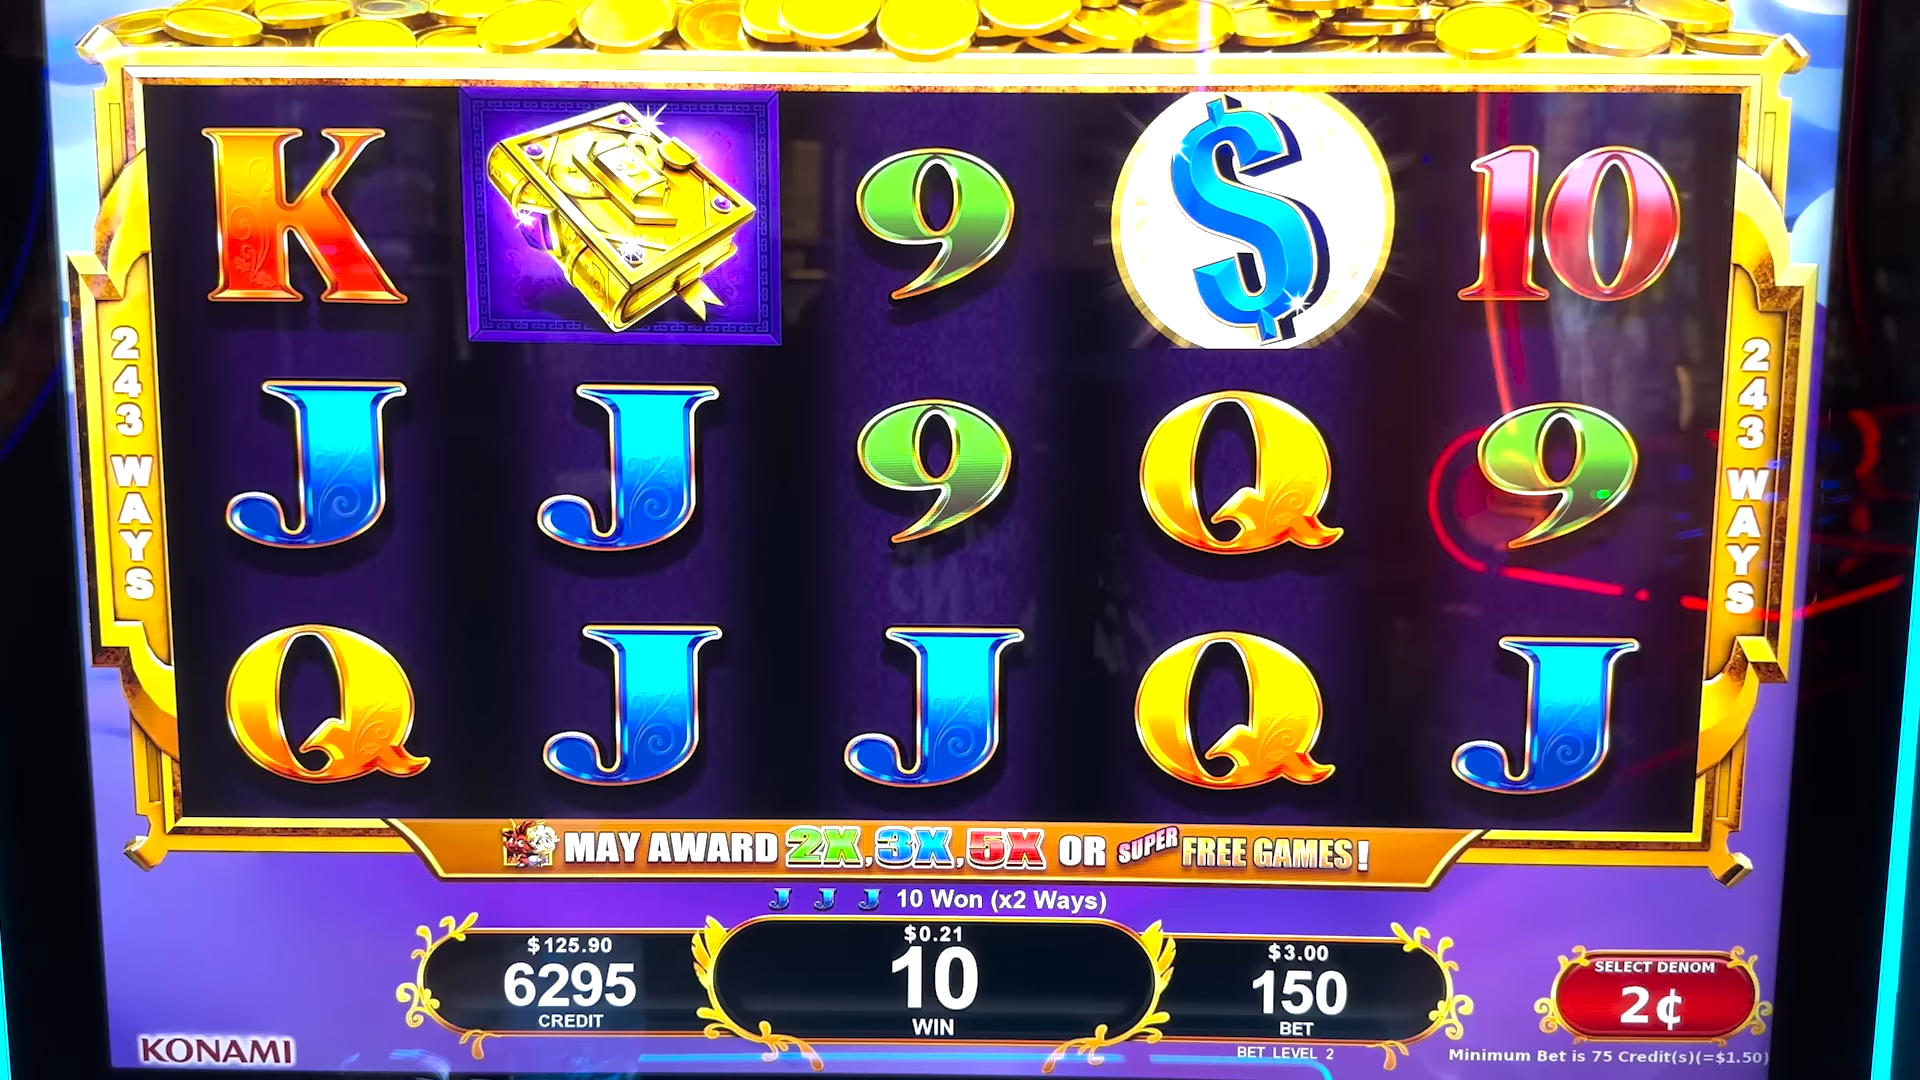 K 9 $ 10
J J 9 Q 9
Q J J Q J
243 WAYS
243 WAYS
MAY AWARD 2X, 3X, 5X OR SUPER FREE GAMES!
J J J 10 Won (x2 Ways)
$125.90
6295
CREDIT
$0.21
10
WIN
$3.00
150
BET
BET LEVEL 2
SELECT DENOM
2¢
KONAMI
Minimum Bet is 75 Credit(s)(=$1.50)